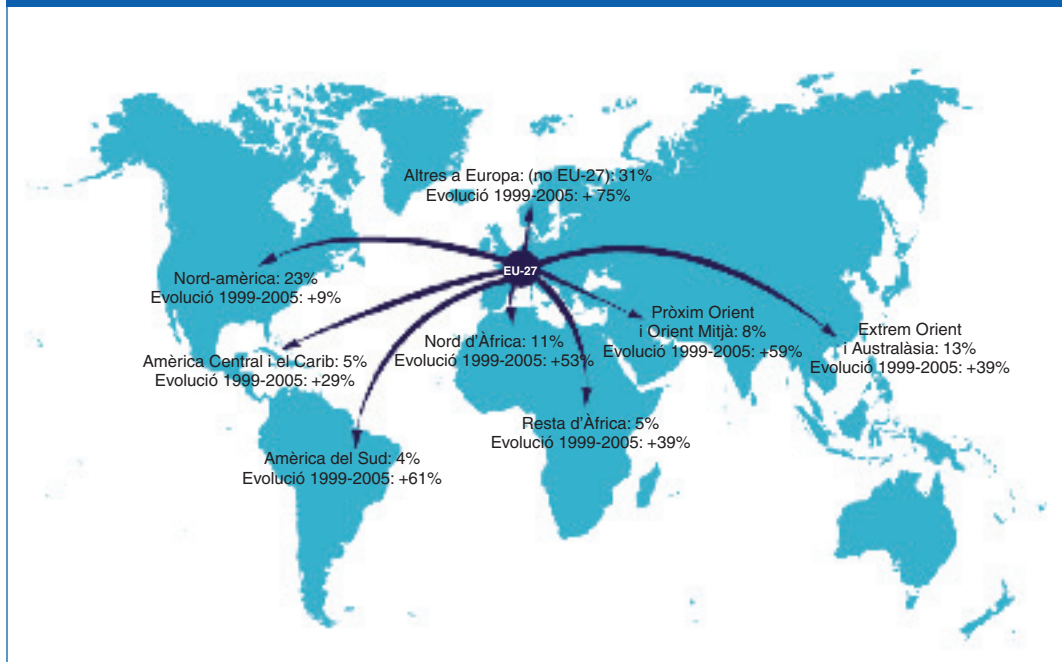 Altres a Europa: (no EU-27): 31%
Evolució 1999-2005: + 75%
EU-27
Nord-amèrica: 23%
Evolució 1999-2005: +9%
Amèrica Central i el Carib: 5%
Evolució 1999-2005: +29%
Amèrica del Sud: 4%
Evolució 1999-2005: +61%
Nord d'Àfrica: 11%
Evolució 1999-2005: +53%
Resta d'Àfrica: 5%
Evolució 1999-2005: +39%
Pròxim Orient
i Orient Mitjà: 8%
Evolució 1999-2005: +59%
Extrem Orient
i Australàsia: 13%
Evolució 1999-2005: +39%